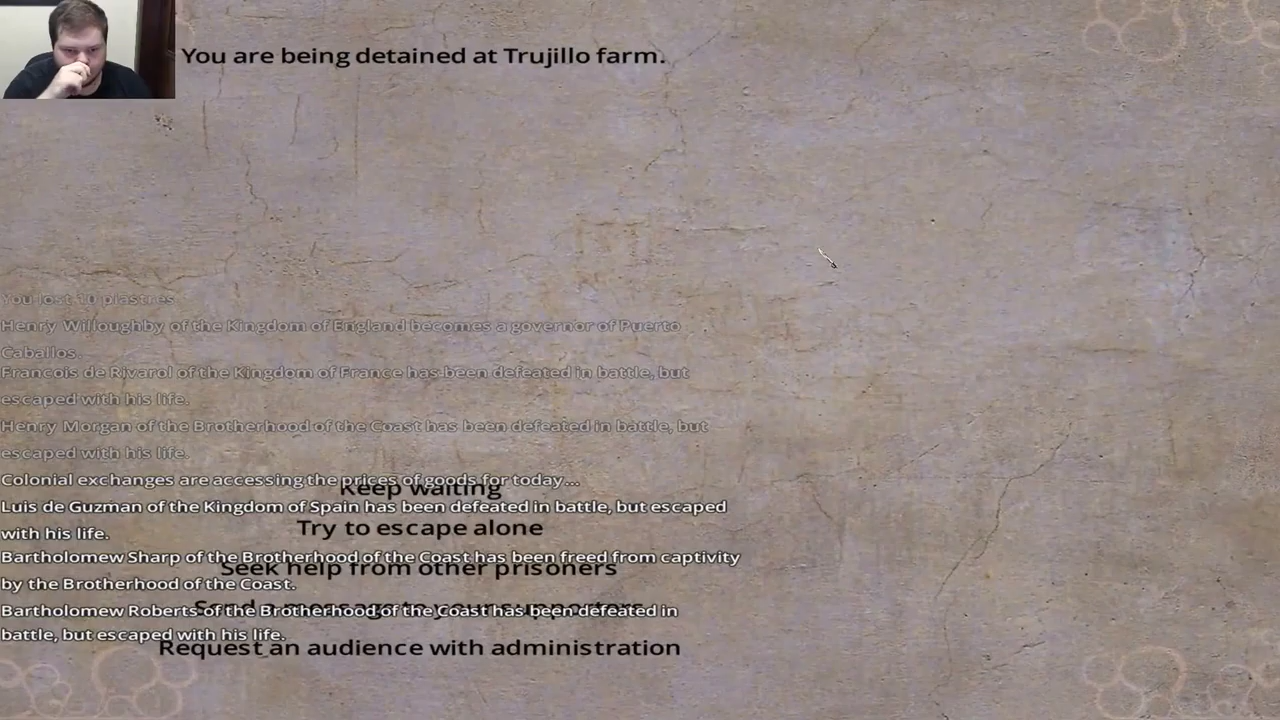 You are being detained at Trujillo farm.
You lost 10 piastres
Henry Willoughby of the Kingdom of England becomes a governor of Puerto
Caballos.
Francois de Rivarol of the Kingdom of France has been defeated in battle, but
escaped with his life.
Henry Morgan of the Brotherhood of the Coast has been defeated in battle, but
escaped with his life.
Colonial exchanges are accessing the prices of goods for today...
Keep waiting
Luis de Guzman of the Kingdom of Spain has been defeated in battle, but escaped
with his life.
Try to escape alone
Bartholomew Sharp of the Brotherhood of the Coast has been freed from captivity
Seek help from other prisoners
by the Brotherhood of the Coast.
Bartholomew Roberts of the Brotherhood of the Coast has been defeated in
Send a message to your supporters
battle, but escaped with his life.
Request an audience with administration